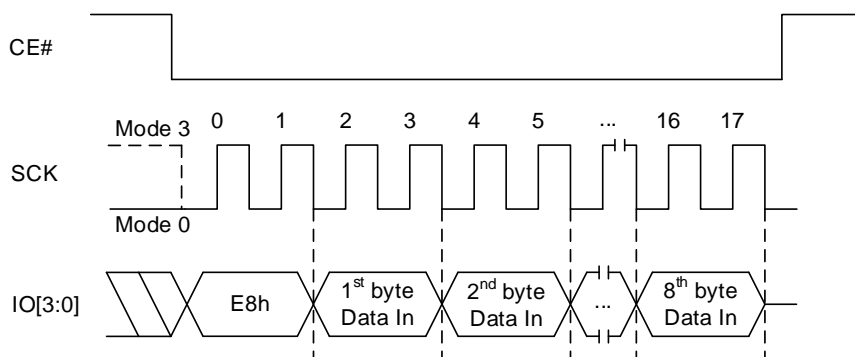 CE#
Mode 3 0 1 2 3 4 5 ... 16 17
SCK
Mode 0
IO[3:0]
E8h
1st byte
Data In
2nd byte
Data In
...
8th byte
Data In